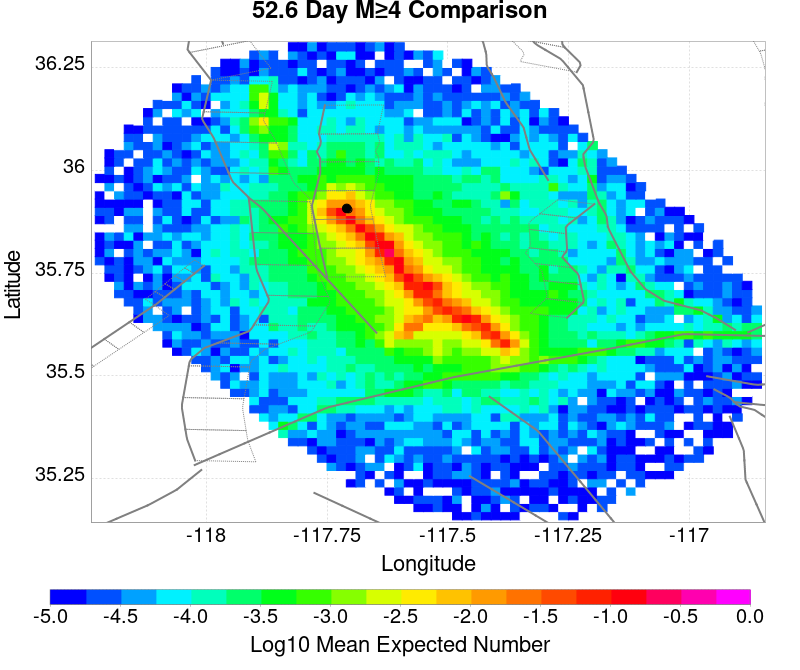 52.6 Day M≥4 Comparison
36.25
36
35.75
35.5
35.25
Latitude
-118 -117.75 -117.5 -117.25 -117
Longitude
-5.0 -4.5 -4.0 -3.5 -3.0 -2.5 -2.0 -1.5 -1.0 -0.5 0.0
Log10 Mean Expected Number